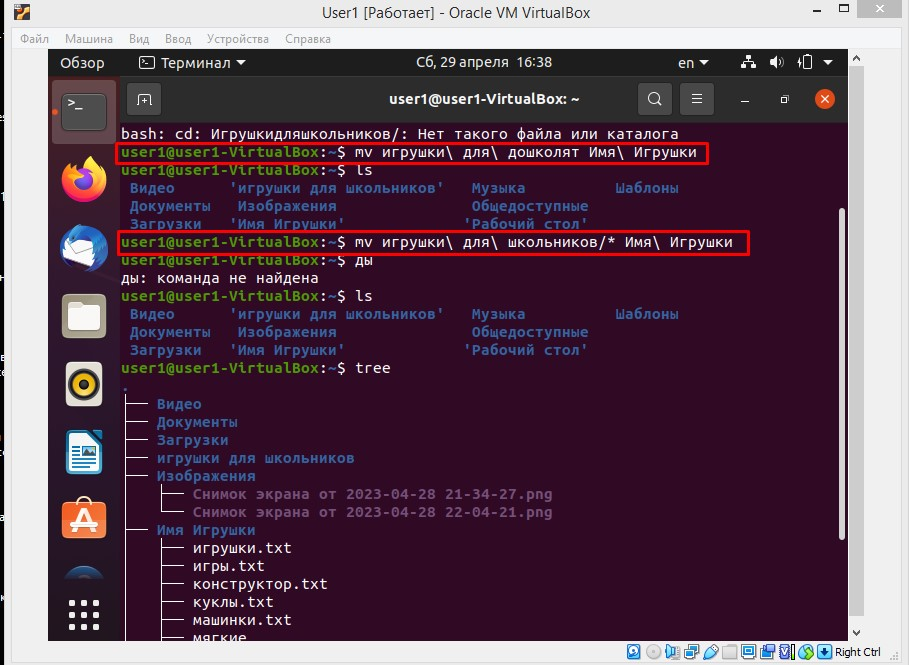 User1 [Работает] - Oracle VM VirtualBox
Файл Машина Вид Ввод Устройства Справка
Обзор Терминал Сб, 29 апреля 16:38 en
user1@user1-VirtualBox: ~
bash: cd: Игрушкидляшкольников/: Нет такого файла или каталога
user1@user1-VirtualBox:~$ mv игрушки\ для\ дошколят Имя\ Игрушки
user1@user1-VirtualBox:~$ ls
Видео 'игрушки для школьников' Музыка Шаблоны
Документы Изображения Общедоступные
Загрузки 'Имя Игрушки' 'Рабочий стол'
user1@user1-VirtualBox:~$ mv игрушки\ для\ школьников/* Имя\ Игрушки
user1@user1-VirtualBox:~$ ды
ды: команда не найдена
user1@user1-VirtualBox:~$ ls
Видео 'игрушки для школьников' Музыка Шаблоны
Документы Изображения Общедоступные
Загрузки 'Имя Игрушки' 'Рабочий стол'
user1@user1-VirtualBox:~$ tree
.
├── Видео
├── Документы
├── Загрузки
├── игрушки для школьников
├── Изображения
│   ├── Снимок экрана от 2023-04-28 21-34-27.png
│   └── Снимок экрана от 2023-04-28 22-04-21.png
├── Имя Игрушки
│   ├── игрушки.txt
│   ├── игры.txt
│   ├── конструктор.txt
│   ├── куклы.txt
│   ├── машинки.txt
│   ├── мягкие
Right Ctrl